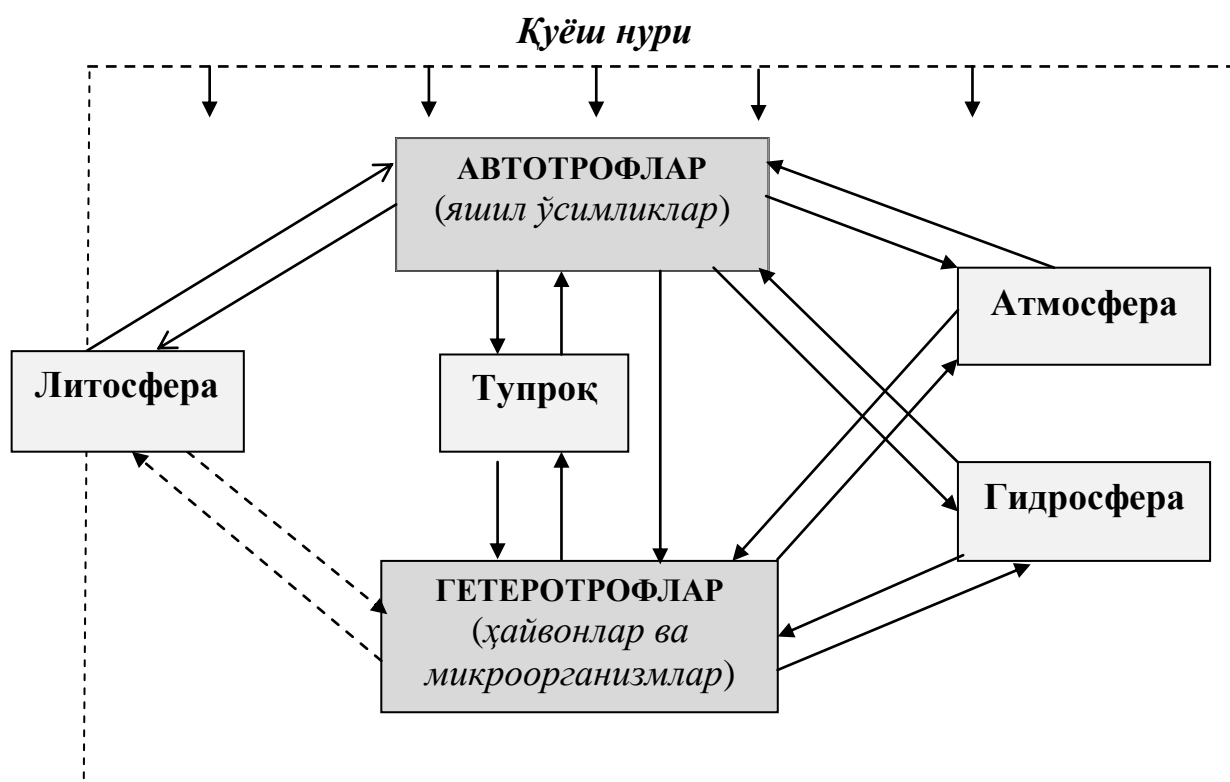 Қуёш нури
АВТОТРОФЛАР
(яшил ўсимликлар)
Атмосфера
Литосфера
Тупроқ
Гидросфера
ГЕТЕРОТРОФЛАР
(ҳайвонлар ва
микроорганизмлар)